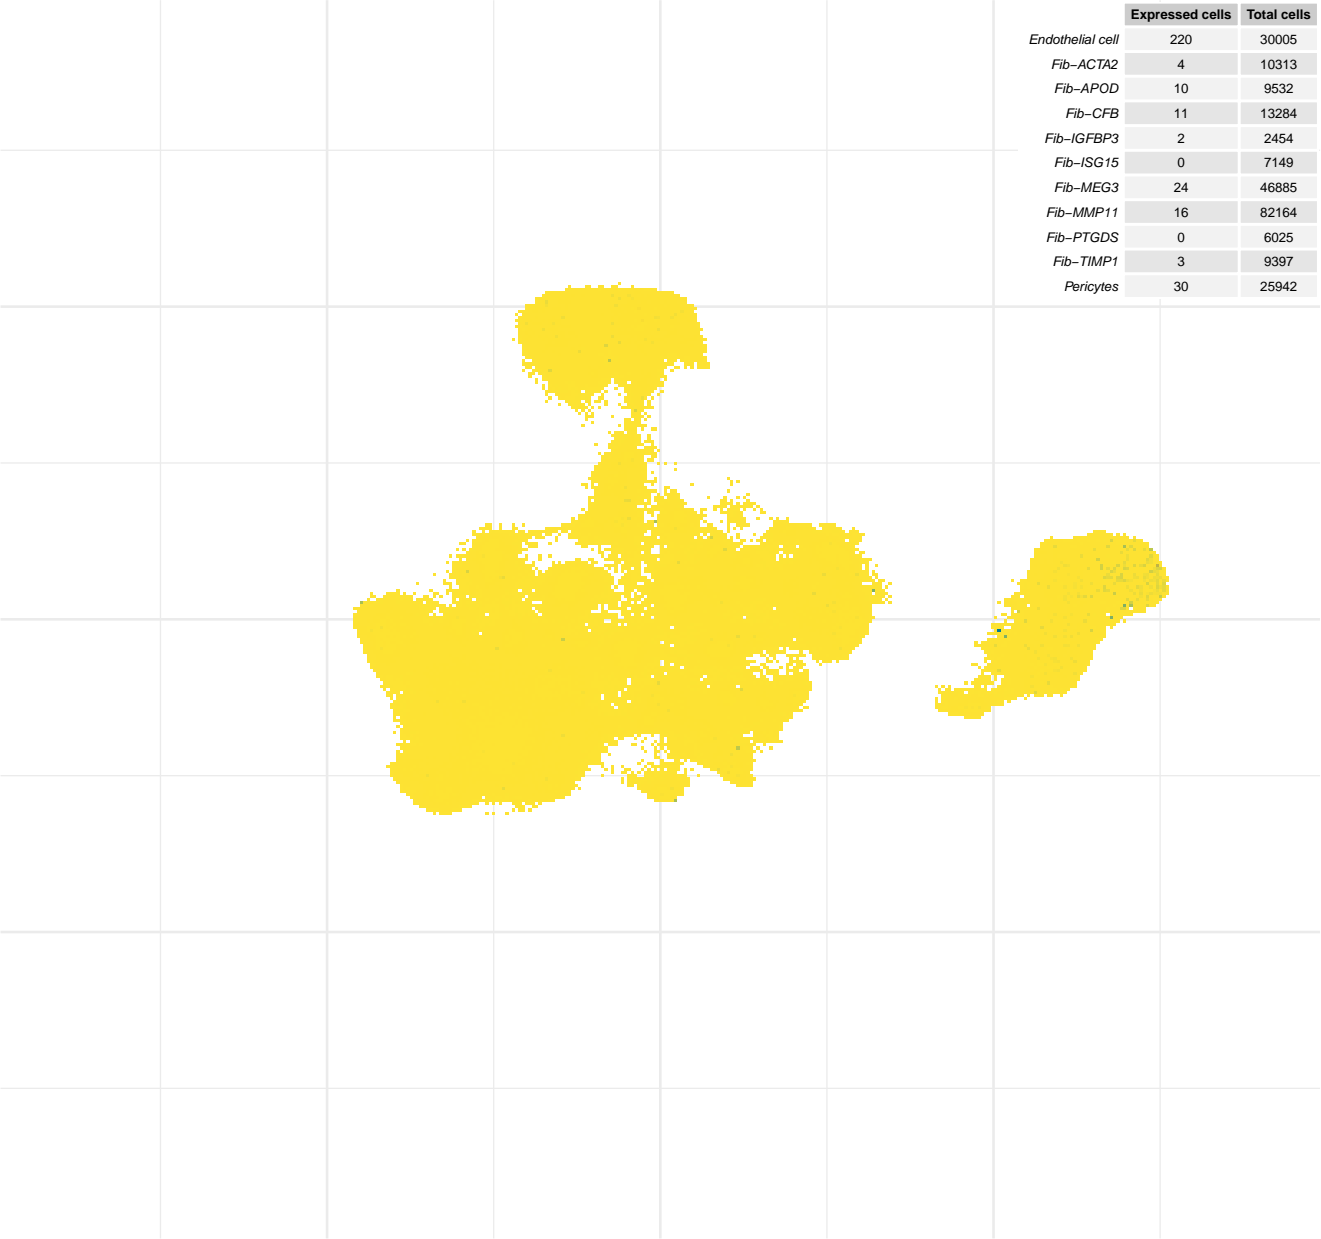 Expressed cells Total cells
Endothelial cell 220 30005
Fib−ACTA2 4 10313
Fib−APOD 10 9532
Fib−CFB 11 13284
Fib−IGFBP3 2 2454
Fib−ISG15 0 7149
Fib−MEG3 24 46885
Fib−MMP11 16 82164
Fib−PTGDS 0 6025
Fib−TIMP1 3 9397
Pericytes 30 25942